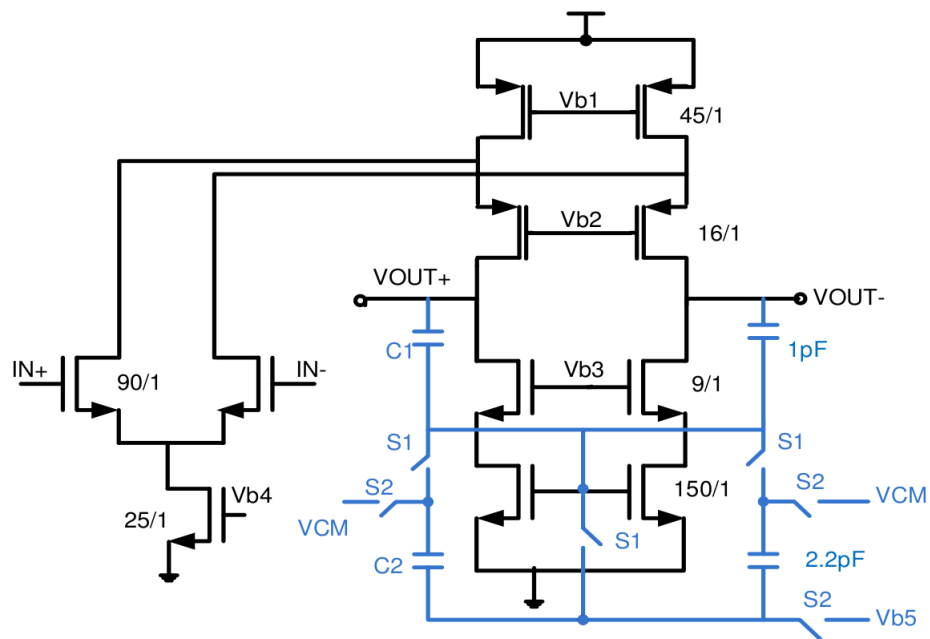 Vb1
45/1
Vb2
16/1
VOUT+
VOUT-
C1
1pF
IN+
90/1
IN-
Vb3
9/1
S1
S1
S2
S2
Vb4
150/1
VCM
25/1
VCM
S1
C2
2.2pF
S2
Vb5